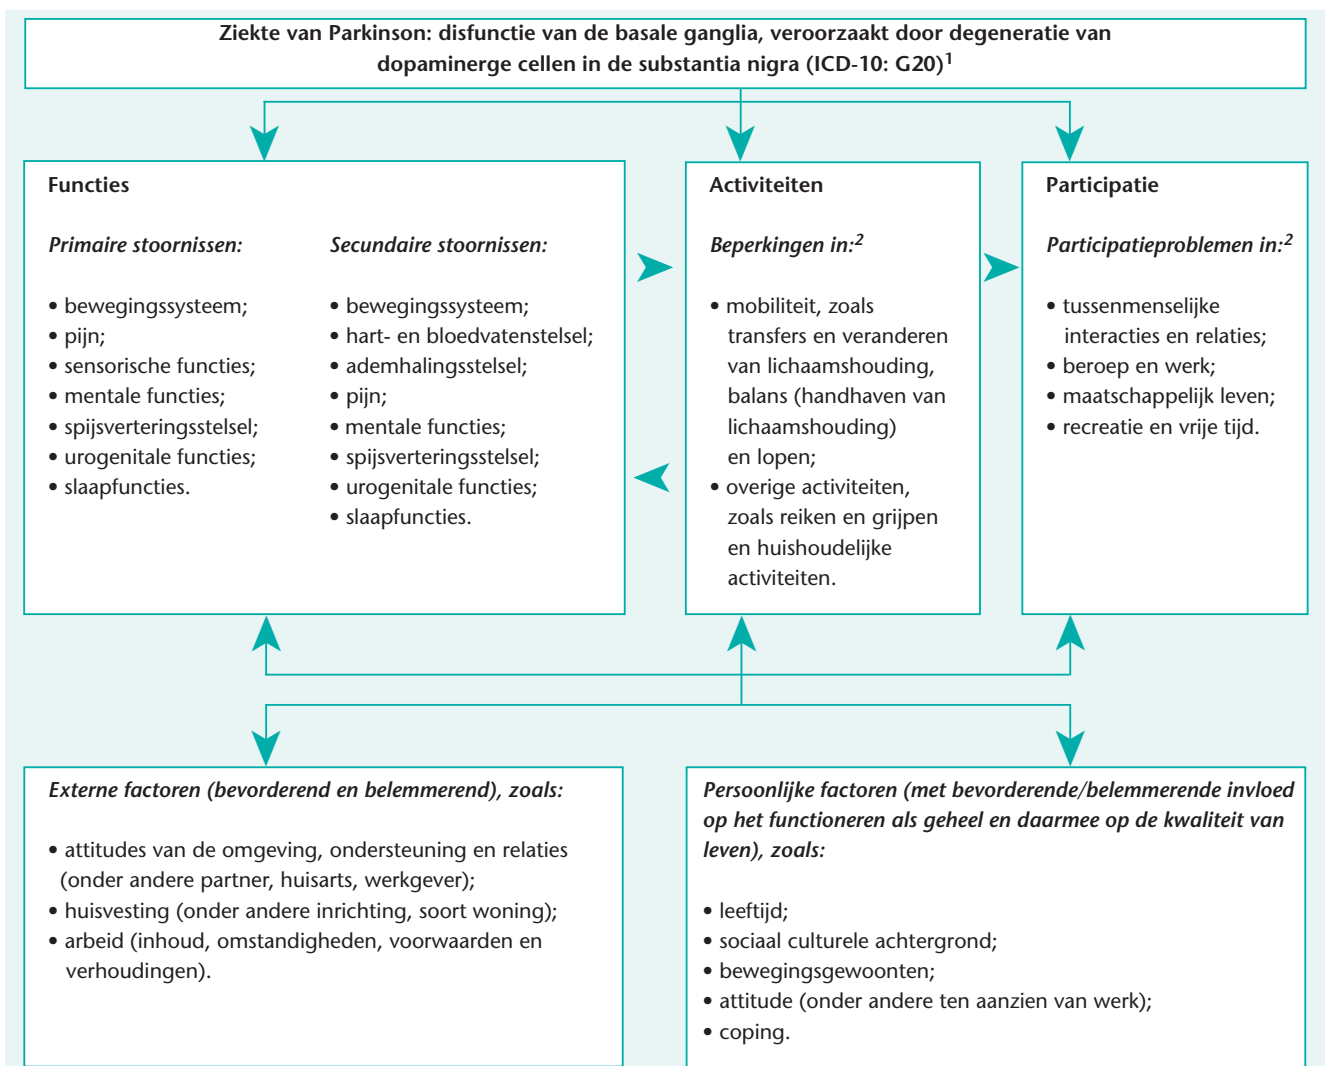 Ziekte van Parkinson: disfunctie van de basale ganglia, veroorzaakt door degeneratie van
dopaminerge cellen in de substantia nigra (ICD-10: G20)¹
Functies
Primaire stoornissen:
• bewegingssysteem;
• pijn;
• sensorische functies;
• mentale functies;
• spijsverteringsstelsel;
• urogenitale functies;
• slaapfuncties.
Secundaire stoornissen:
• bewegingssysteem;
• hart- en bloedvatenstelsel;
• ademhalingsstelsel;
• pijn;
• mentale functies;
• spijsverteringsstelsel;
• urogenitale functies;
• slaapfuncties.
Activiteiten
Beperkingen in:²
• mobiliteit, zoals
transfers en veranderen
van lichaamshouding,
balans (handhaven van
lichaamshouding)
en lopen;
• overige activiteiten,
zoals reiken en grijpen
en huishoudelijke
activiteiten.
Participatie
Participatieproblemen in:²
• tussenmenselijke
interacties en relaties;
• beroep en werk;
• maatschappelijk leven;
• recreatie en vrije tijd.
Externe factoren (bevorderend en belemmerend), zoals:
• attitudes van de omgeving, ondersteuning en relaties
(onder andere partner, huisarts, werkgever);
• huisvesting (onder andere inrichting, soort woning);
• arbeid (inhoud, omstandigheden, voorwaarden en
verhoudingen).
Persoonlijke factoren (met bevorderende/belemmerende invloed
op het functioneren als geheel en daarmee op de kwaliteit van
leven), zoals:
• leeftijd;
• sociaal culturele achtergrond;
• bewegingsgewoonten;
• attitude (onder andere ten aanzien van werk);
• coping.